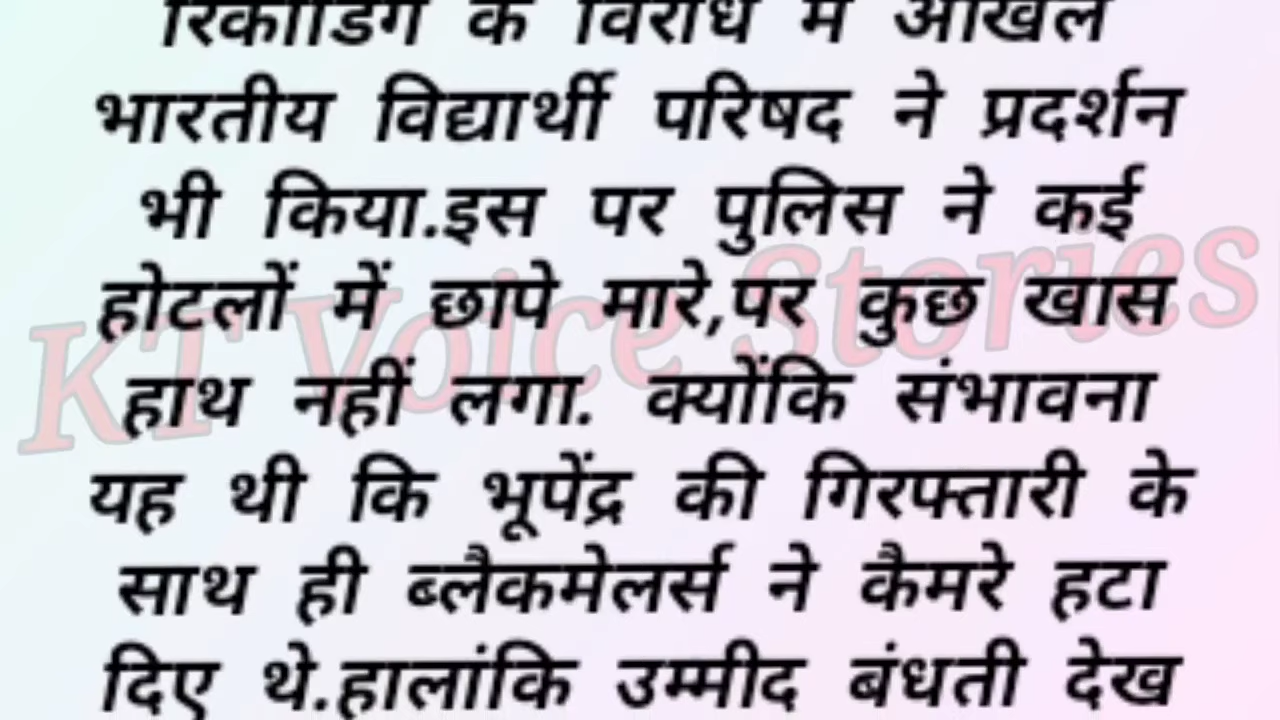 रिकॉर्डिंग के विरोध में अखिल
भारतीय विद्यार्थी परिषद ने प्रदर्शन
भी किया.इस पर पुलिस ने कई
होटलों में छापे मारे,पर कुछ खास
हाथ नहीं लगा. क्योंकि संभावना
यह थी कि भूपेंद्र की गिरफ्तारी के
साथ ही ब्लैकमेलर्स ने कैमरे हटा
दिए थे.हालांकि उम्मीद बंधती देख
KT Voice Stories